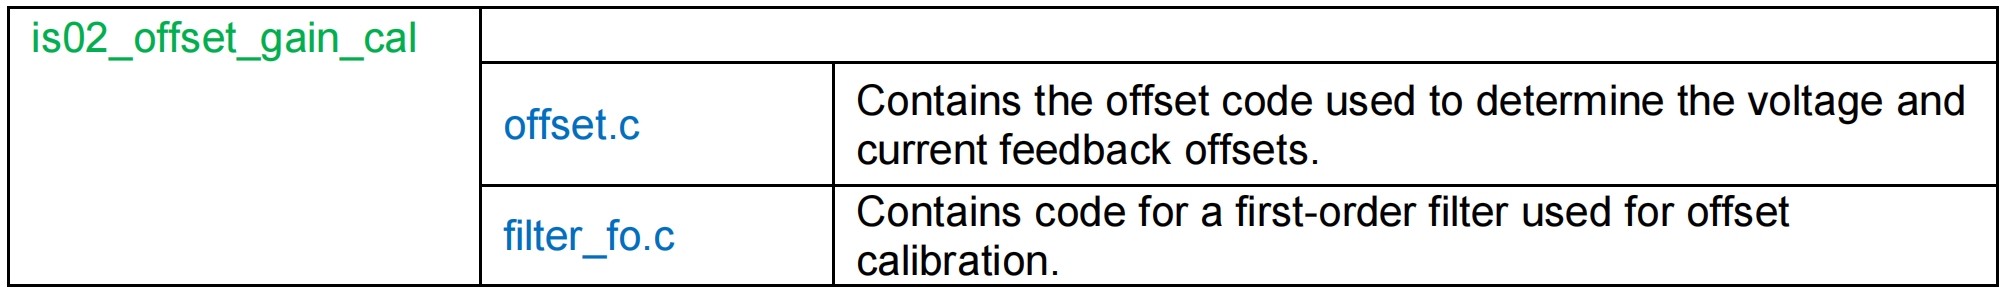 is02_offset_gain_cal
offset.c
Contains the offset code used to determine the voltage and
current feedback offsets.
filter_fo.c
Contains code for a first-order filter used for offset
calibration.